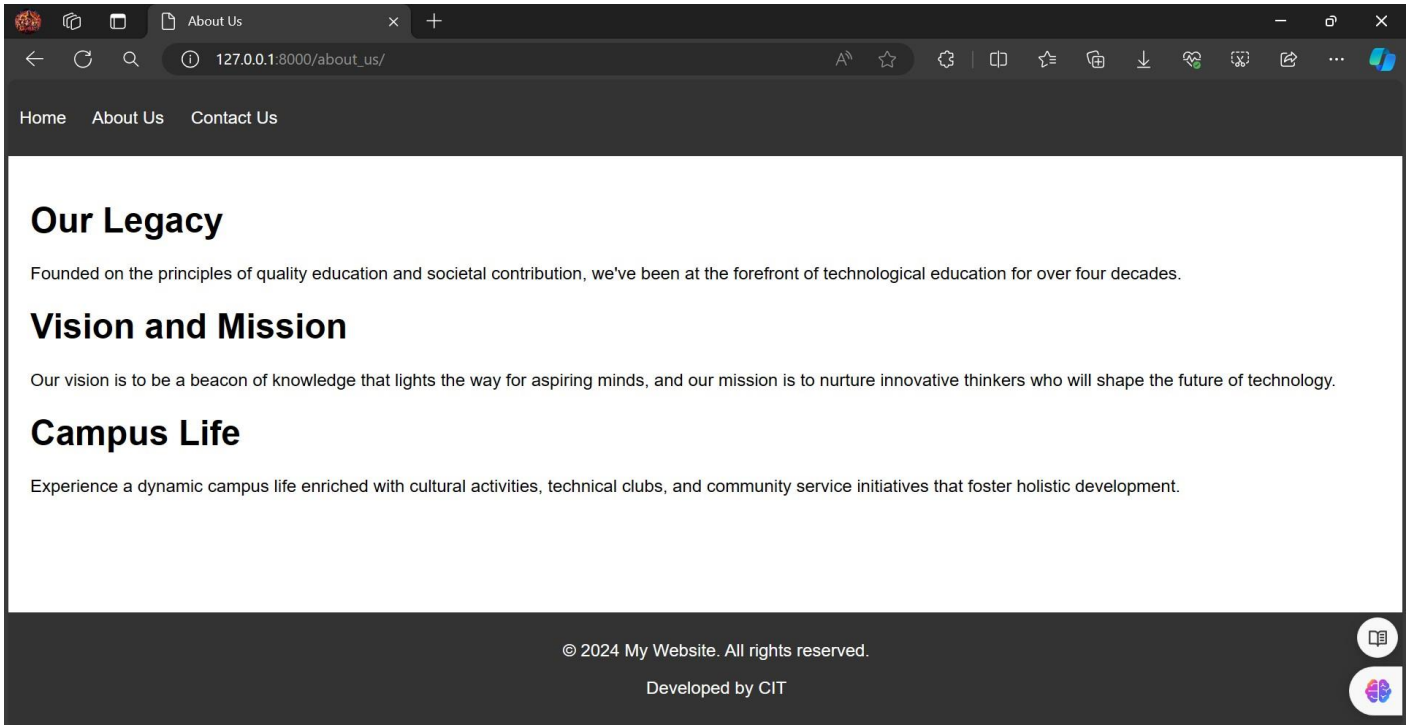 About Us
127.0.0.1:8000/about_us/
Home About Us Contact Us
Our Legacy
Founded on the principles of quality education and societal contribution, we've been at the forefront of technological education for over four decades.
Vision and Mission
Our vision is to be a beacon of knowledge that lights the way for aspiring minds, and our mission is to nurture innovative thinkers who will shape the future of technology.
Campus Life
Experience a dynamic campus life enriched with cultural activities, technical clubs, and community service initiatives that foster holistic development.
© 2024 My Website. All rights reserved.
Developed by CIT